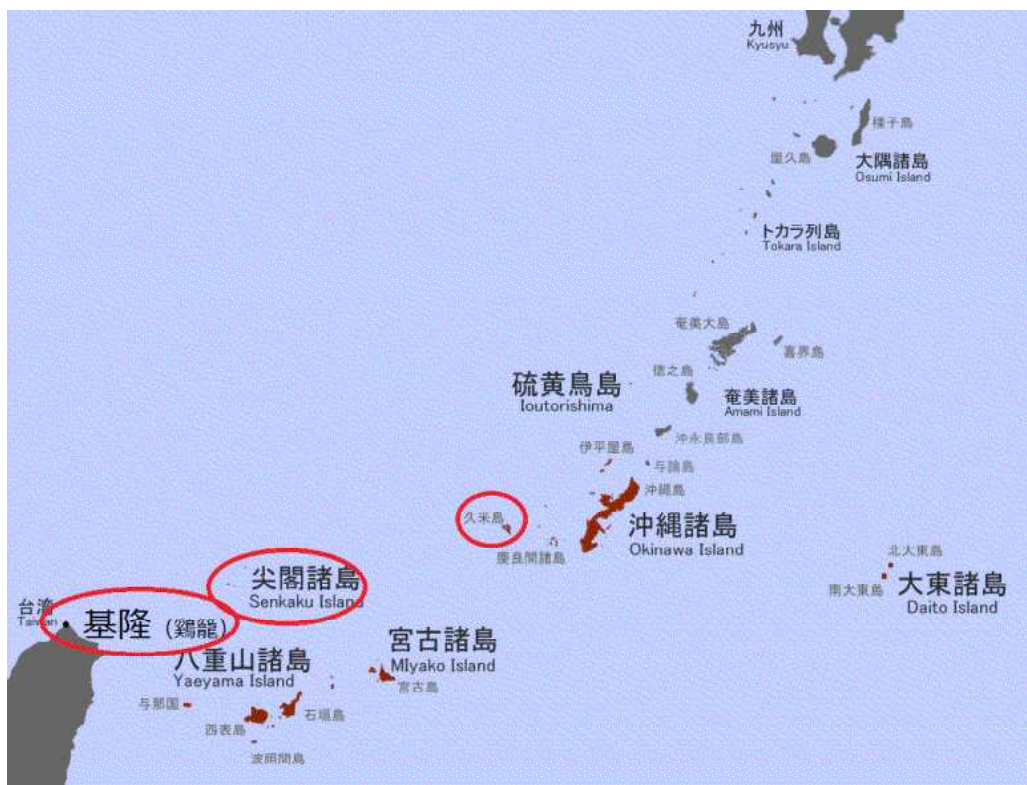 九州
Kyusyu
種子島
屋久島
大隅諸島
Osumi Island
トカラ列島
Tokara Island
奄美大島
喜界島
徳之島
硫黄鳥島
Ioutorishima
奄美諸島
Amami Island
沖永良部島
伊平屋島
与論島
沖縄島
久米島
沖縄諸島
Okinawa Island
慶良間諸島
北大東島
尖閣諸島
Senkaku Island
南大東島
大東諸島
Daito Island
台湾
Taiwan
基隆(鶏籠)
宮古諸島
MIyako Island
八重山諸島
Yaeyama Island
宮古島
与那国
石垣島
西表島
波照間島